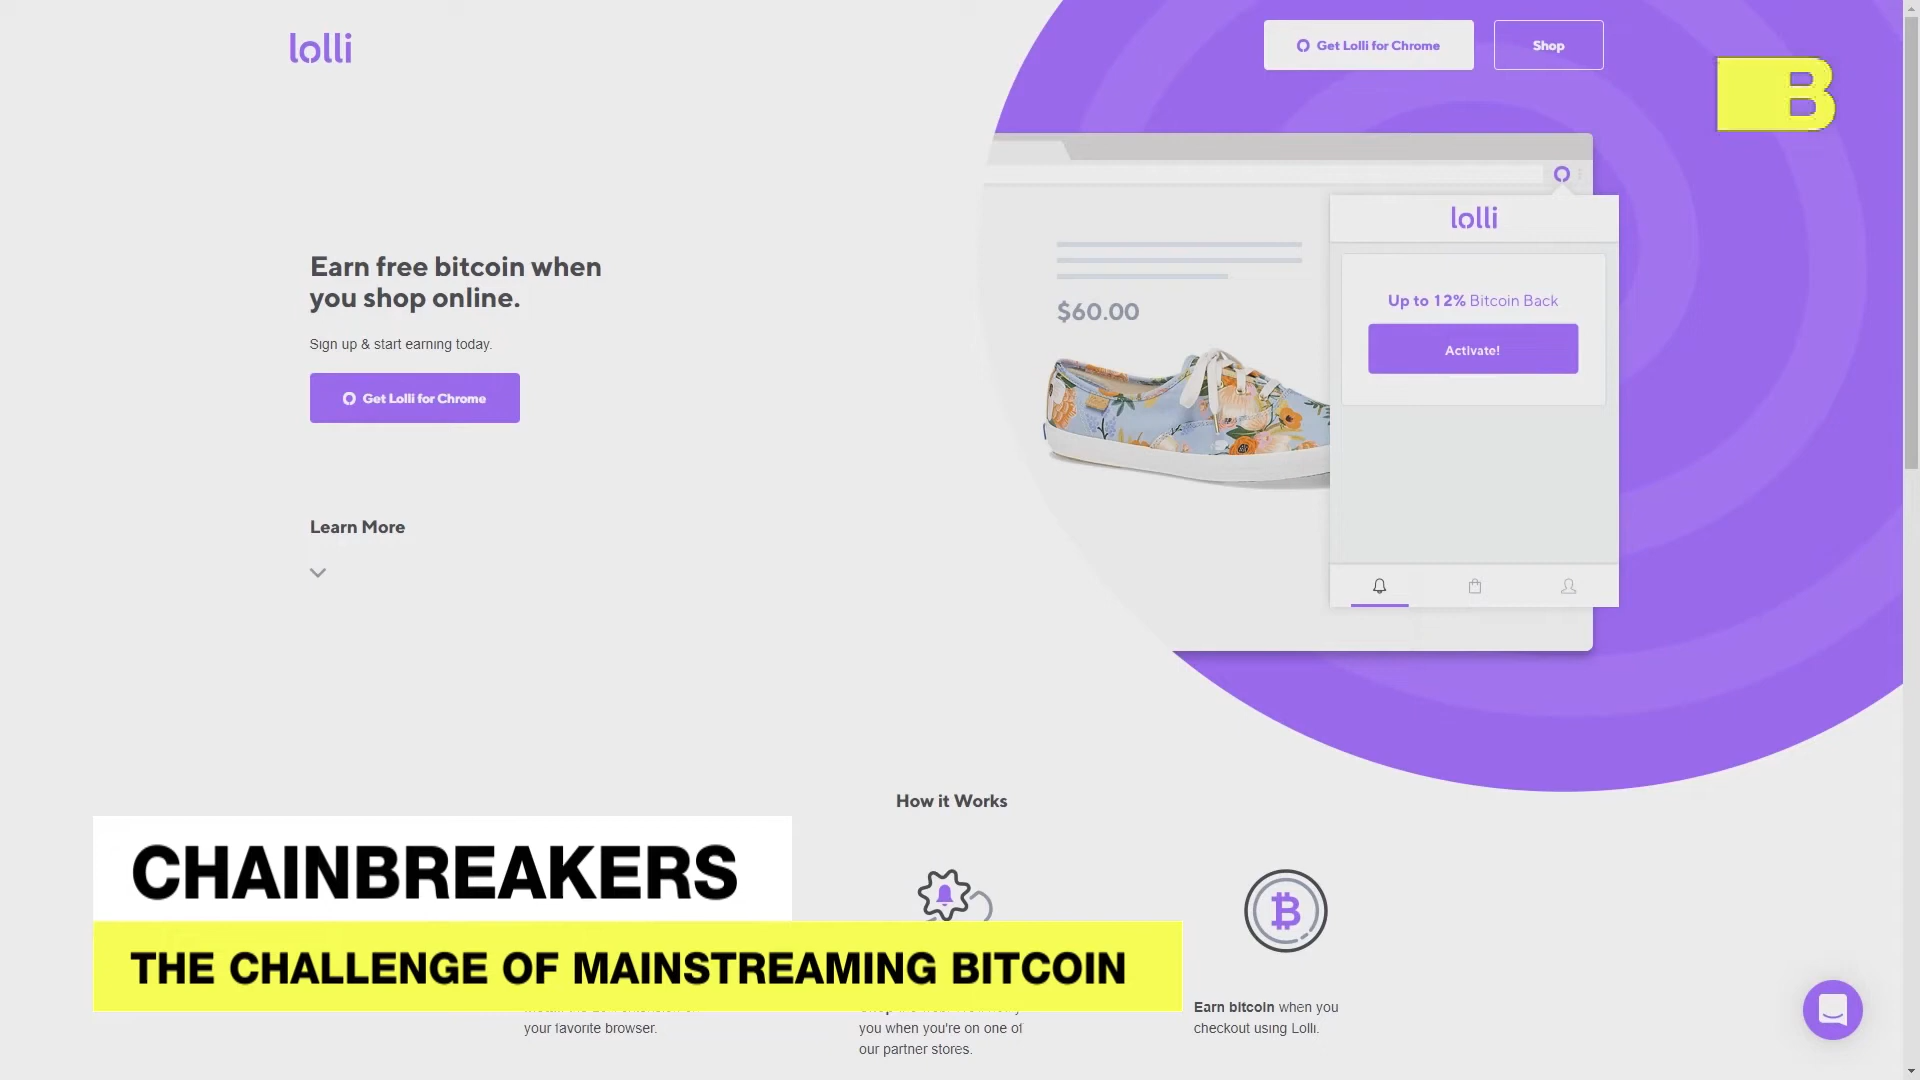 lolli
Get Lolli for Chrome
Shop
B
lolli
Earn free bitcoin when
you shop online.
$60.00
Up to 12% Bitcoin Back
Activate!
Sign up & start earning today.
Get Lolli for Chrome
Learn More
How it Works
CHAINBREAKERS
THE CHALLENGE OF MAINSTREAMING BITCOIN
your favorite browser.
you when you're on one of
our partner stores.
Earn bitcoin when you
checkout using Lolli.